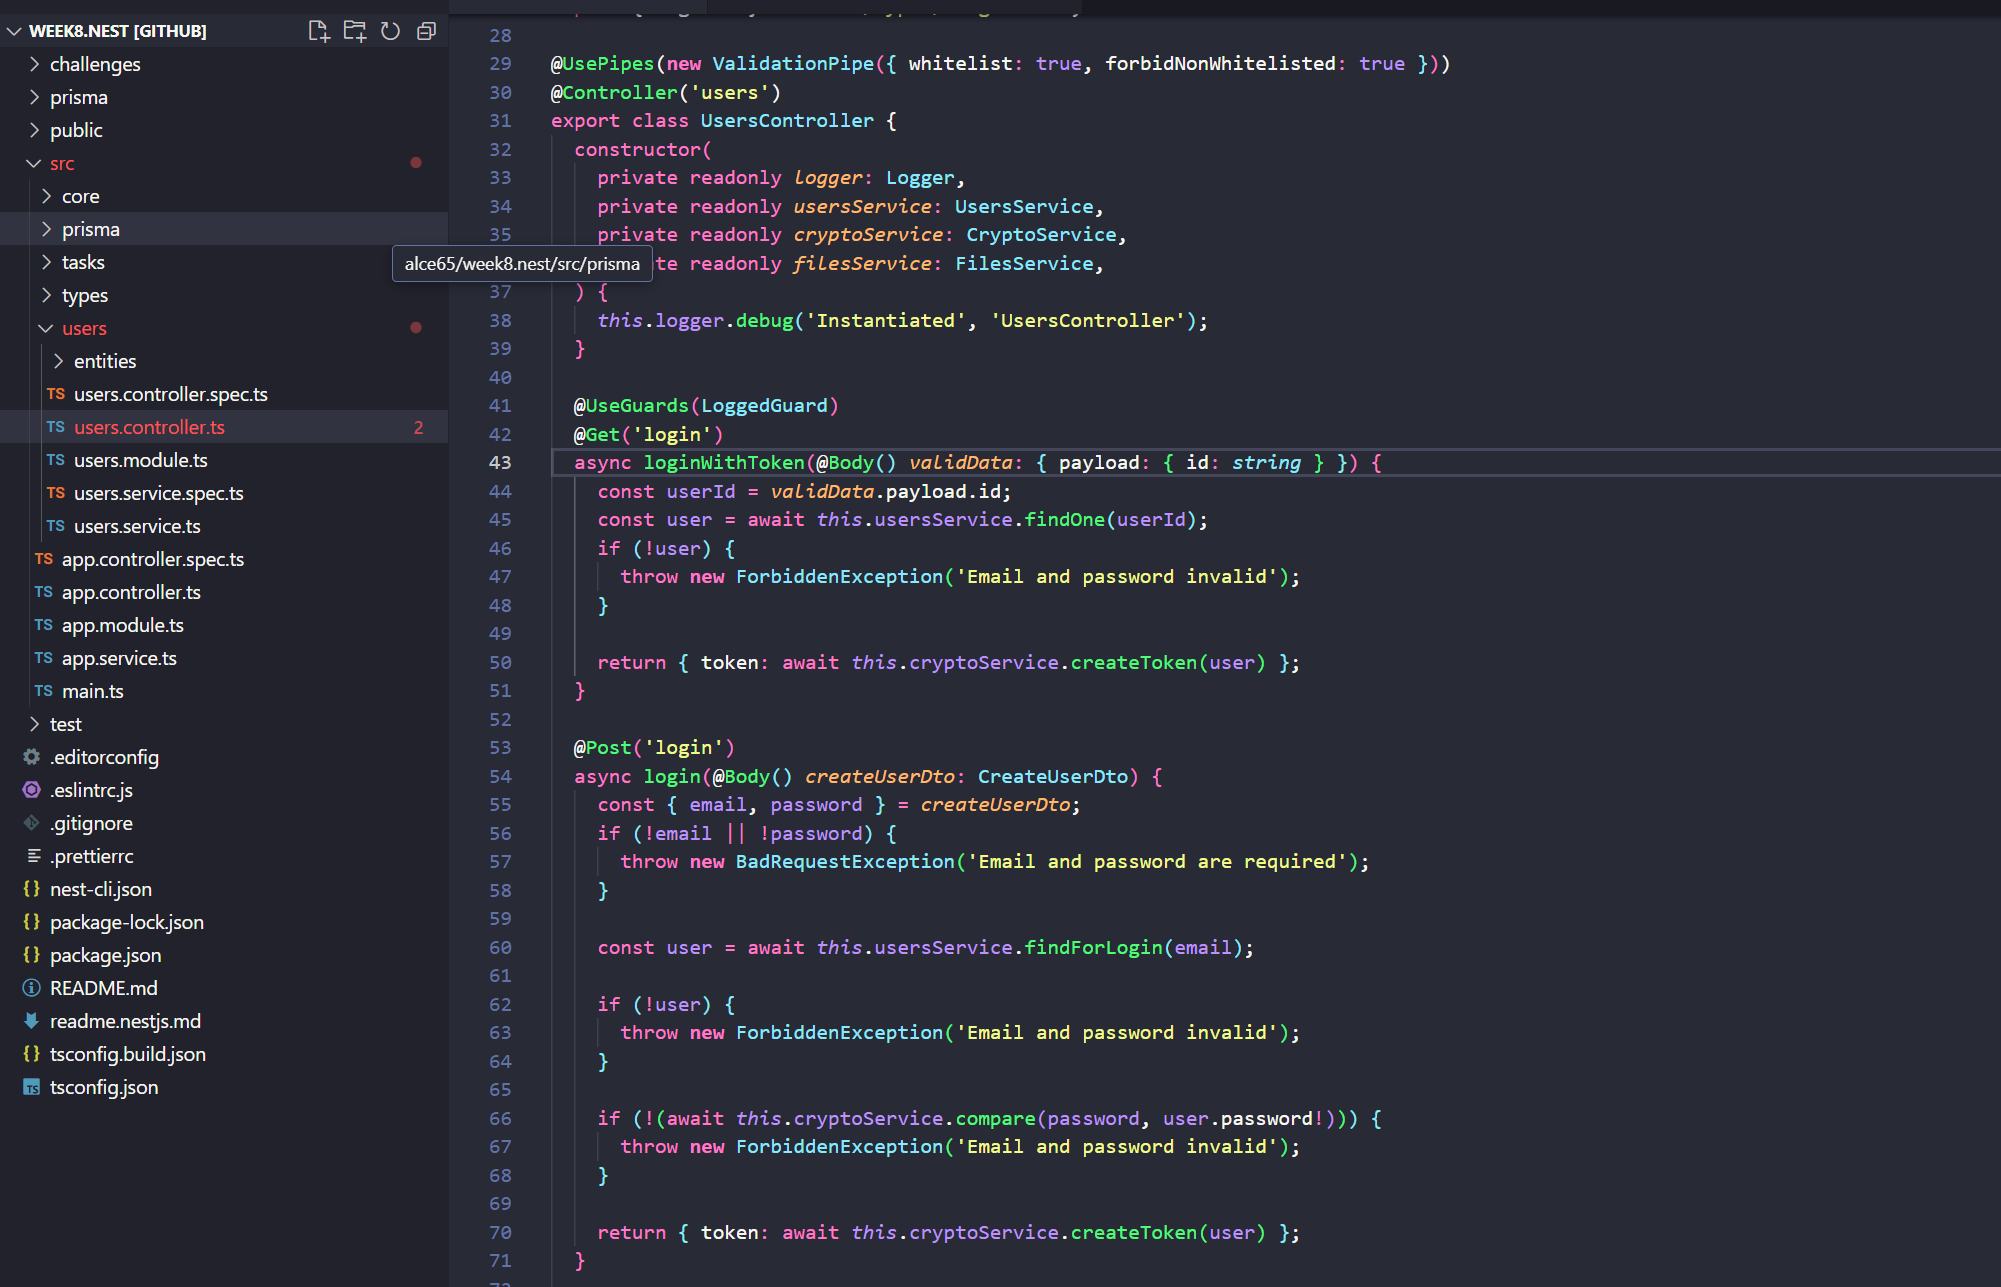 WEEK8.NEST [GITHUB]
challenges
prisma
public
src
core
prisma
tasks
types
users
entities
TS users.controller.spec.ts
TS users.controller.ts 2
TS users.module.ts
TS users.service.spec.ts
TS users.service.ts
TS app.controller.spec.ts
TS app.controller.ts
TS app.module.ts
TS app.service.ts
TS main.ts
test
.editorconfig
.eslintrc.js
.gitignore
.prettierrc
{} nest-cli.json
{} package-lock.json
{} package.json
README.md
readme.nestjs.md
{} tsconfig.build.json
TS tsconfig.json
alce65/week8.nest/src/prisma
28
29 @UsePipes(new ValidationPipe({ whitelist: true, forbidNonWhitelisted: true }))
30 @Controller('users')
31 export class UsersController {
32 constructor(
33 private readonly logger: Logger,
34 private readonly usersService: UsersService,
35 private readonly cryptoService: CryptoService,
te readonly filesService: FilesService,
37 ) {
38 this.logger.debug('Instantiated', 'UsersController');
39 }
40
41 @UseGuards(LoggedGuard)
42 @Get('login')
43 async loginWithToken(@Body() validData: { payload: { id: string } }) {
44 const userId = validData.payload.id;
45 const user = await this.usersService.findOne(userId);
46 if (!user) {
47 throw new ForbiddenException('Email and password invalid');
48 }
49
50 return { token: await this.cryptoService.createToken(user) };
51 }
52
53 @Post('login')
54 async login(@Body() createUserDto: CreateUserDto) {
55 const { email, password } = createUserDto;
56 if (!email || !password) {
57 throw new BadRequestException('Email and password are required');
58 }
59
60 const user = await this.usersService.findForLogin(email);
61
62 if (!user) {
63 throw new ForbiddenException('Email and password invalid');
64 }
65
66 if (!(await this.cryptoService.compare(password, user.password!))) {
67 throw new ForbiddenException('Email and password invalid');
68 }
69
70 return { token: await this.cryptoService.createToken(user) };
71 }